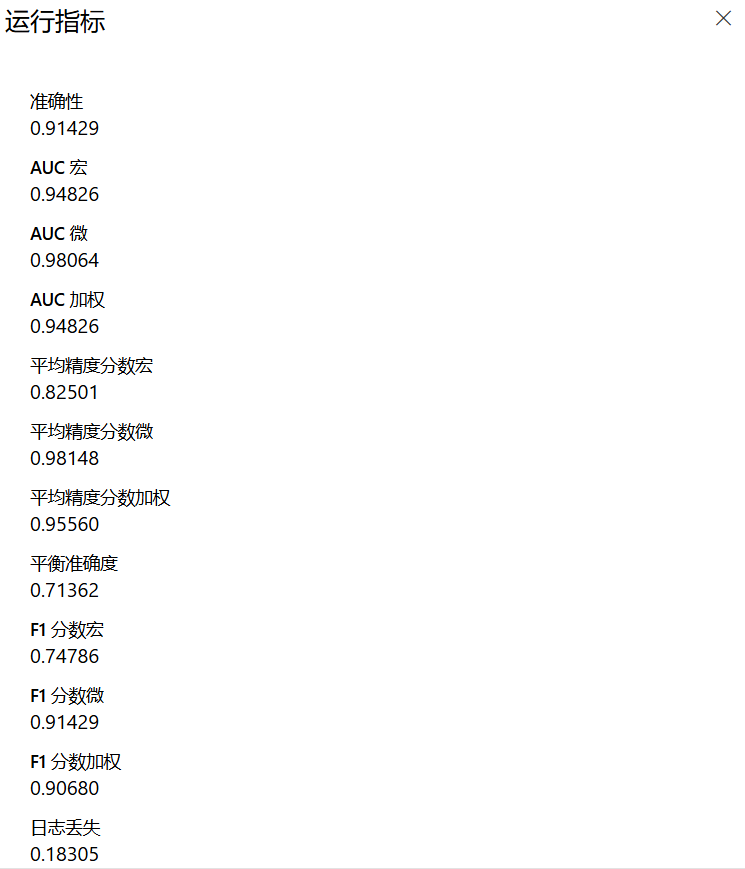 运行指标
准确性
0.91429
AUC 宏
0.94826
AUC 微
0.98064
AUC 加权
0.94826
平均精度分数宏
0.82501
平均精度分数微
0.98148
平均精度分数加权
0.95560
平衡准确度
0.71362
F1 分数宏
0.74786
F1 分数微
0.91429
F1 分数加权
0.90680
日志丢失
0.18305